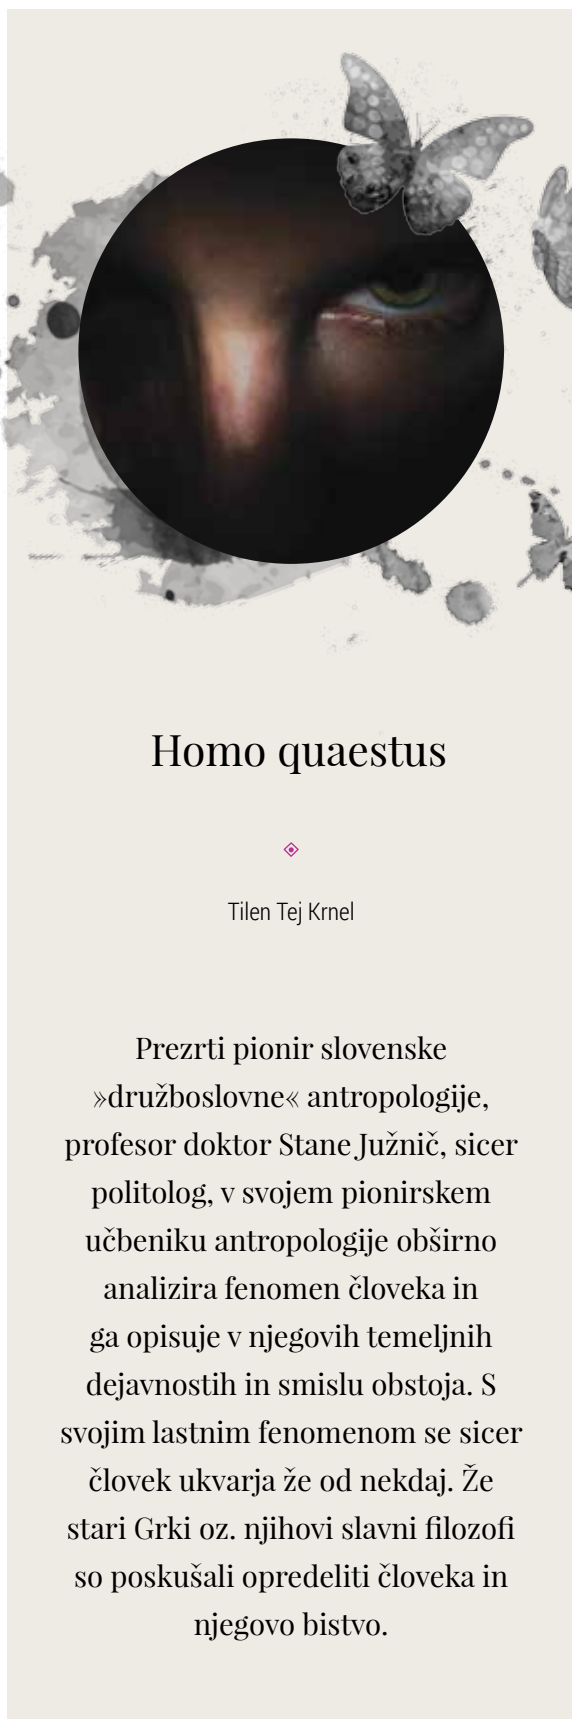 Homo quaestus
Tilen Tej Krnel
Prezrti pionir slovenske
»družboslovne« antropologije,
profesor doktor Stane Južnič, sicer
politolog, v svojem pionirskem
učbeniku antropologije obširno
analizira fenomen človeka in
ga opisuje v njegovih temeljnih
dejavnostih in smislu obstoja. S
svojim lastnim fenomenom se sicer
človek ukvarja že od nekdaj. Že
stari Grki oz. njihovi slavni filozofi
so poskušali opredeliti človeka in
njegovo bistvo.